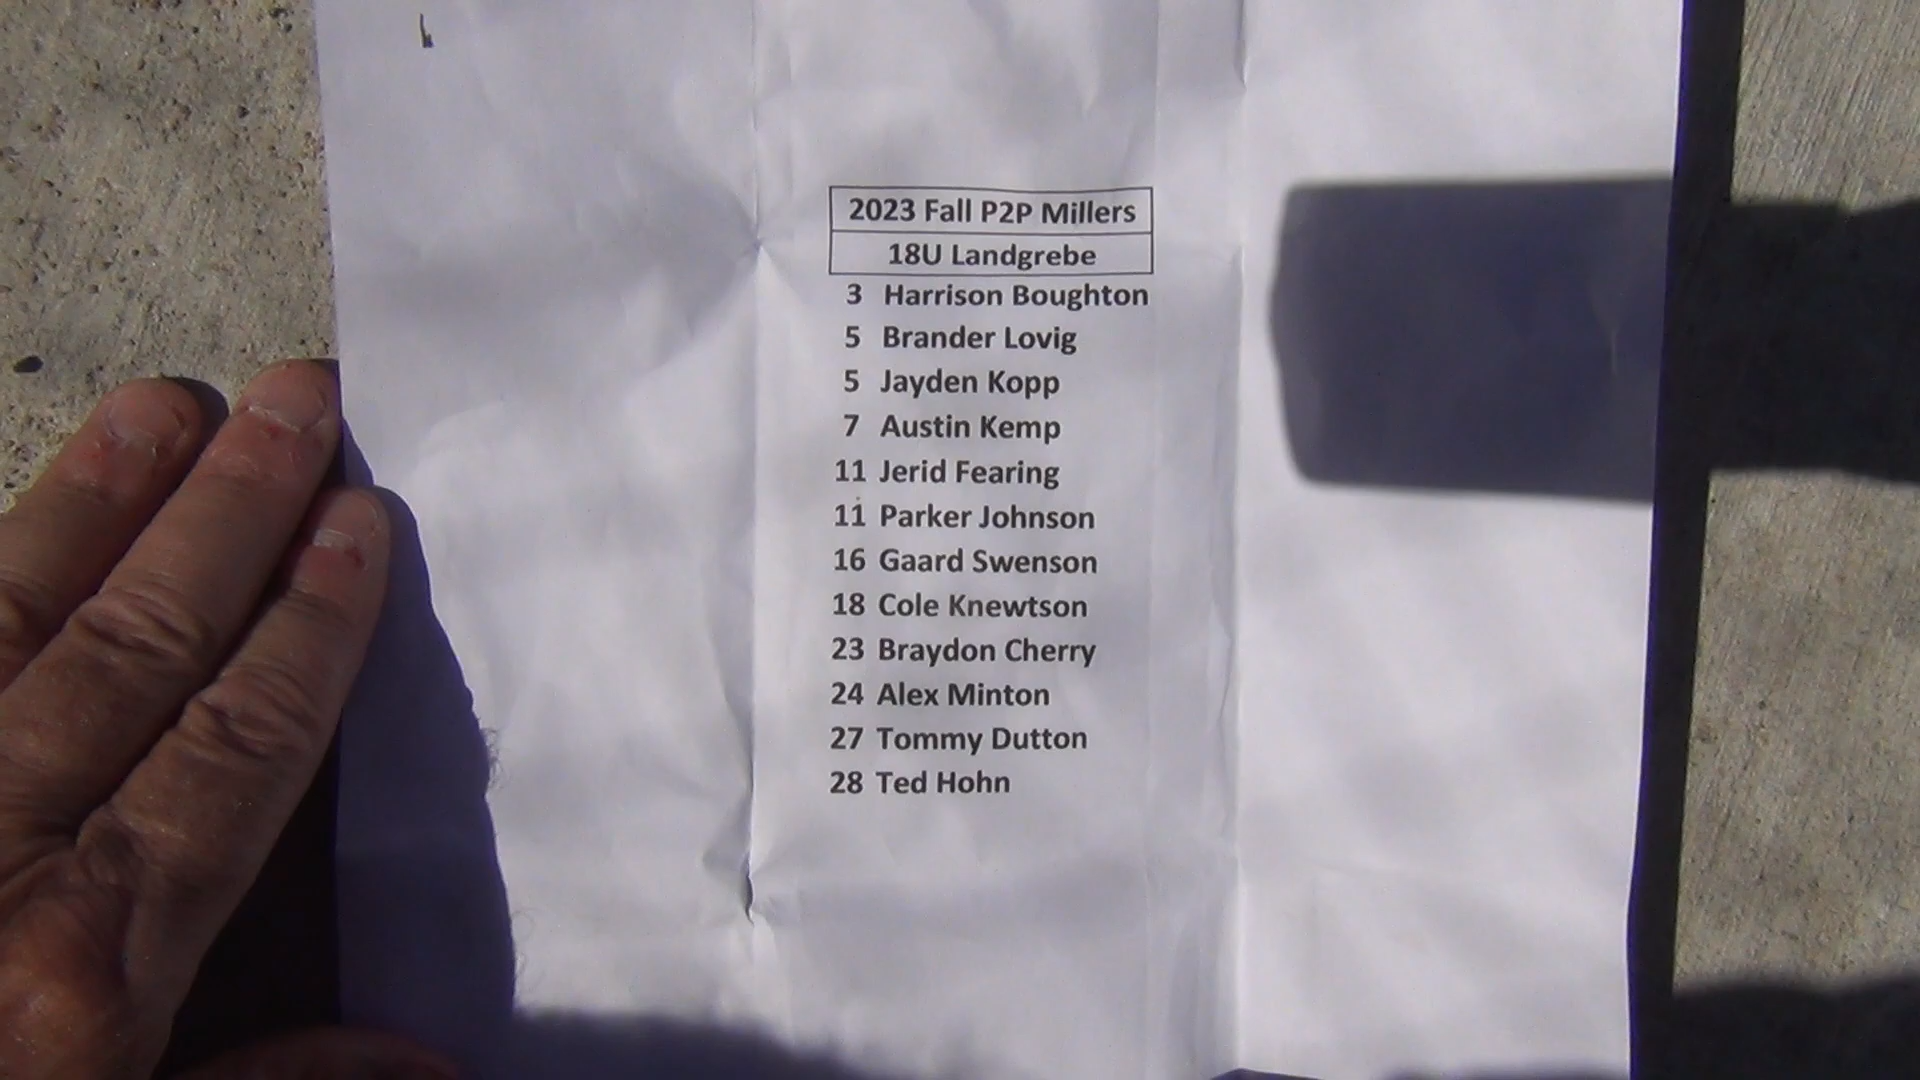 2023 Fall P2P Millers
18U Landgrebe
3 Harrison Boughton
5 Brander Lovig
5 Jayden Kopp
7 Austin Kemp
11 Jerid Fearing
11 Parker Johnson
16 Gaard Swenson
18 Cole Knewtson
23 Braydon Cherry
24 Alex Minton
27 Tommy Dutton
28 Ted Hohn